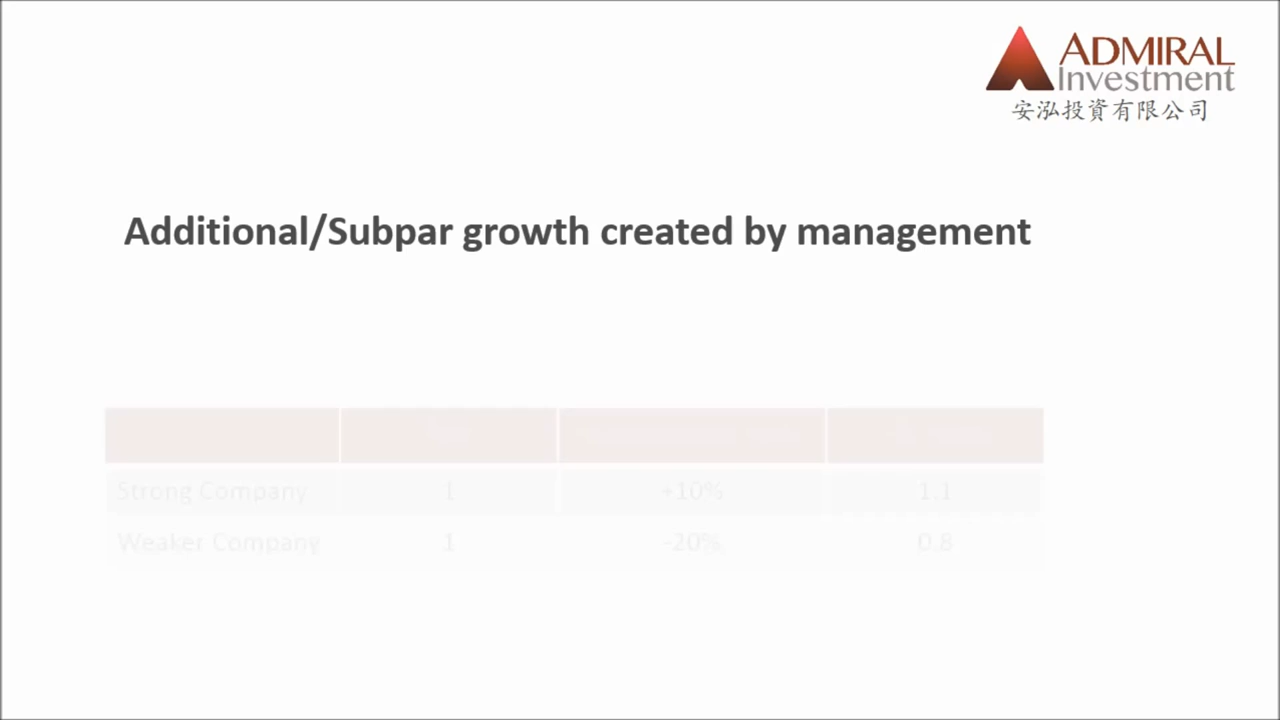 ADMIRAL
Investment
安泓投資有限公司
Additional/Subpar growth created by management
Strong Company 1 +10% 1.1
Weaker Company 1 -20% 0.8